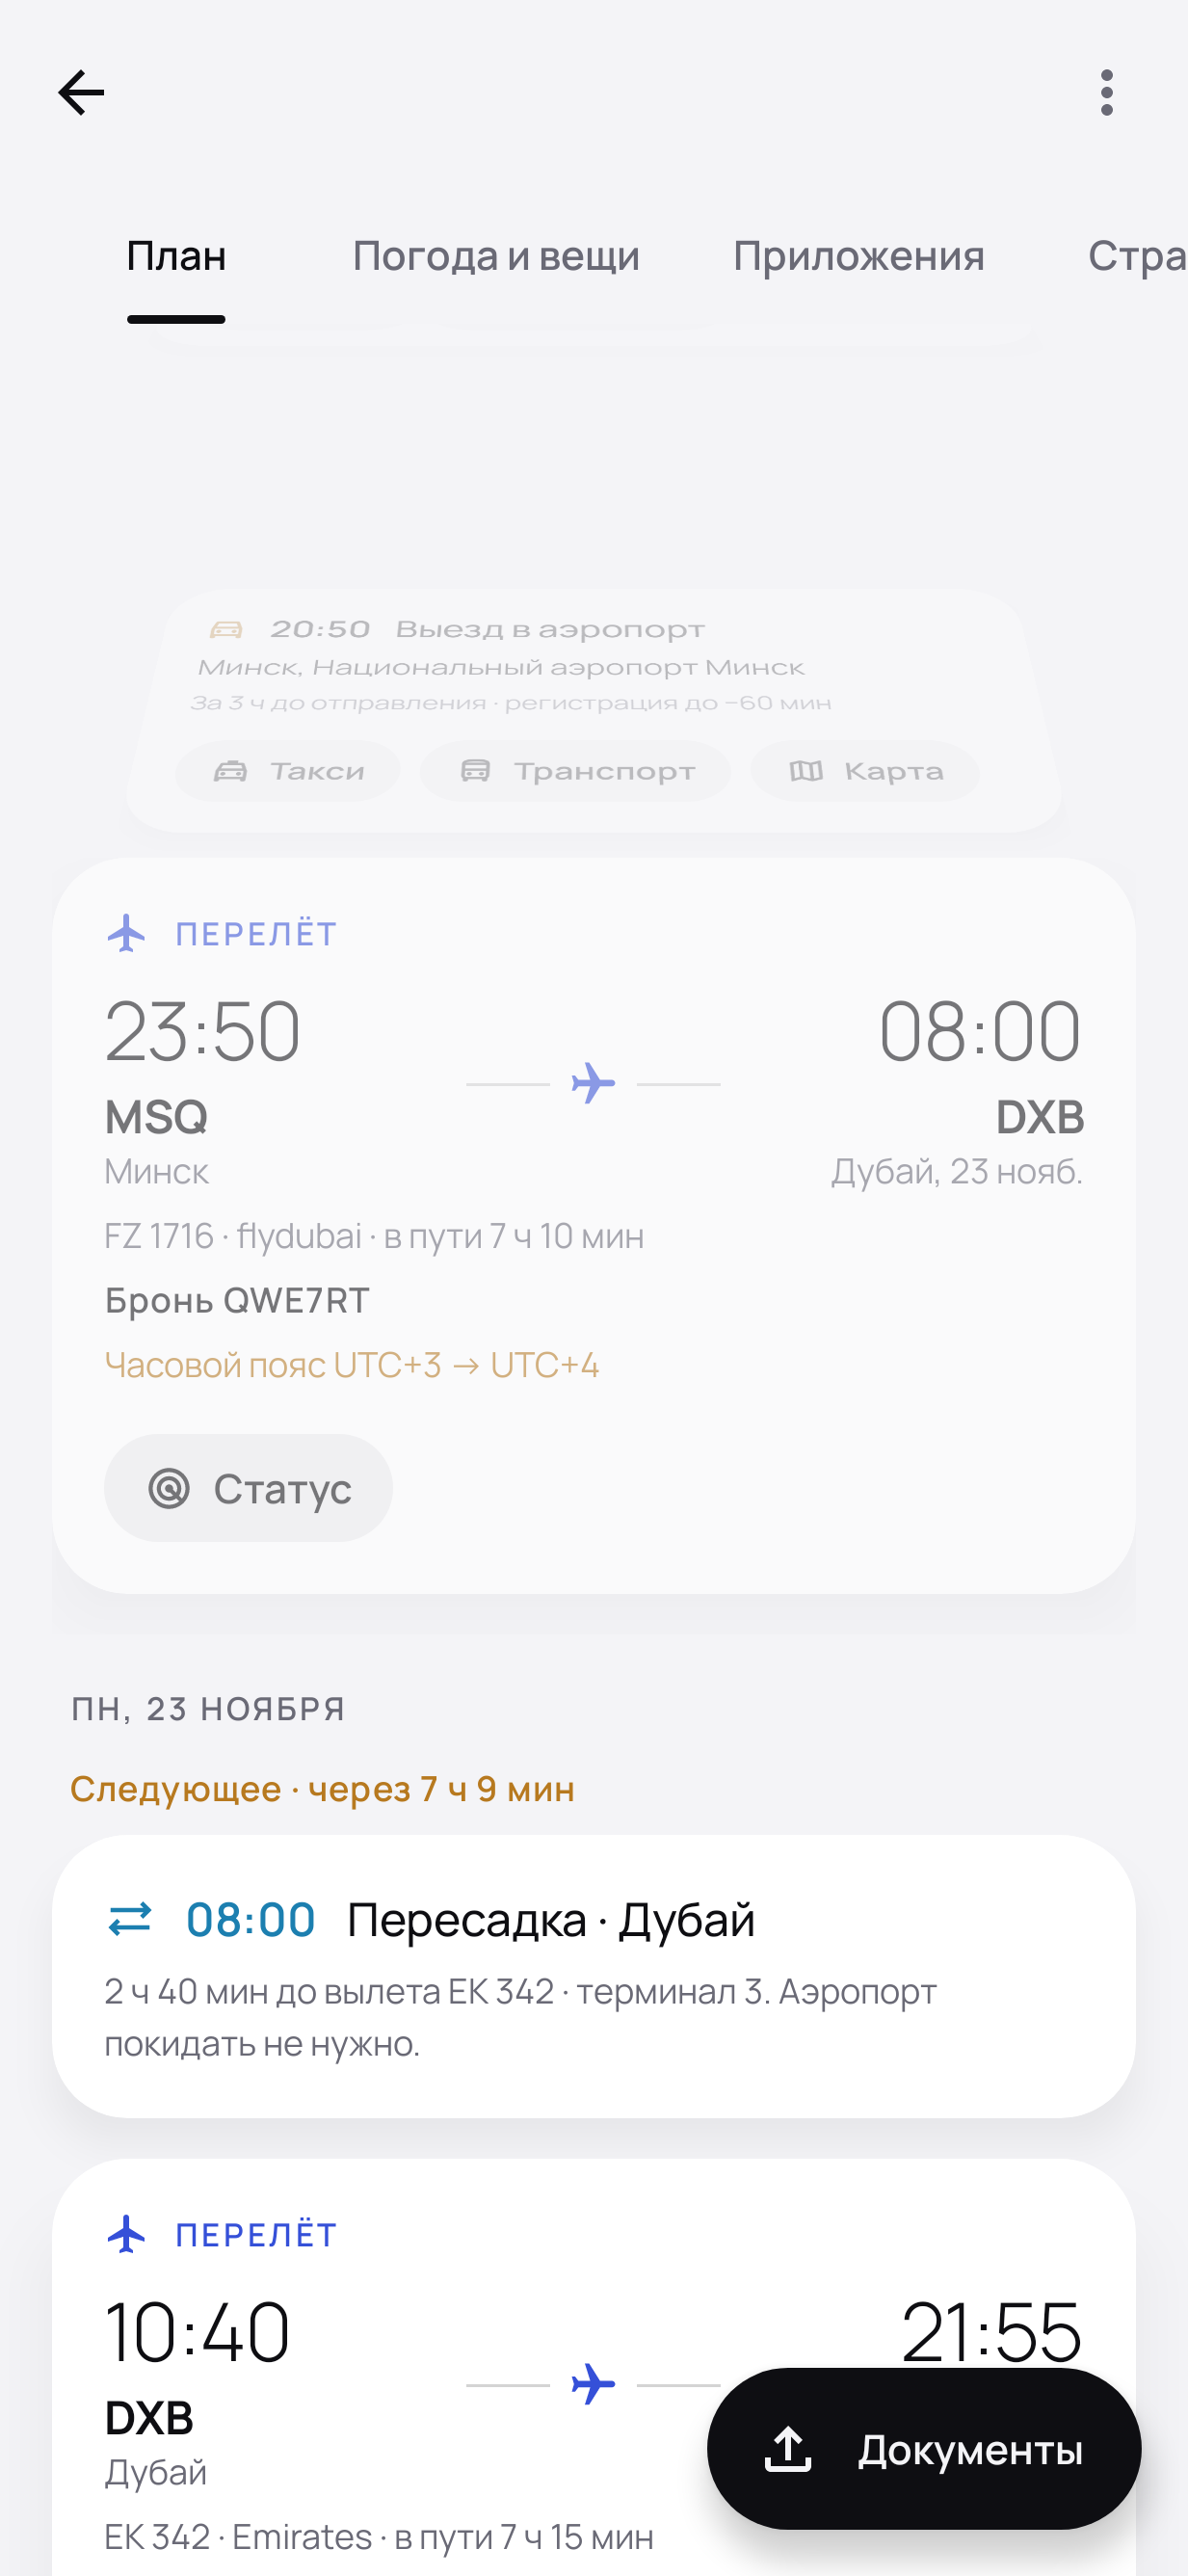 План
Погода и вещи
Приложения
Стра
20:50 Выезд в аэропорт
Минск, Национальный аэропорт Минск
За 3 ч до отправления · регистрация до −60 мин
Такси
Транспорт
Карта
ПЕРЕЛЁТ
23:50
08:00
MSQ
DXB
Минск
Дубай, 23 нояб.
FZ 1716 · flydubai · в пути 7 ч 10 мин
Бронь QWE7RT
Часовой пояс UTC+3 → UTC+4
Статус
ПН, 23 НОЯБРЯ
Следующее · через 7 ч 9 мин
08:00 Пересадка · Дубай
2 ч 40 мин до вылета EK 342 · терминал 3. Аэропорт
покидать не нужно.
ПЕРЕЛЁТ
10:40
21:55
DXB
Дубай
Документы
EK 342 · Emirates · в пути 7 ч 15 мин